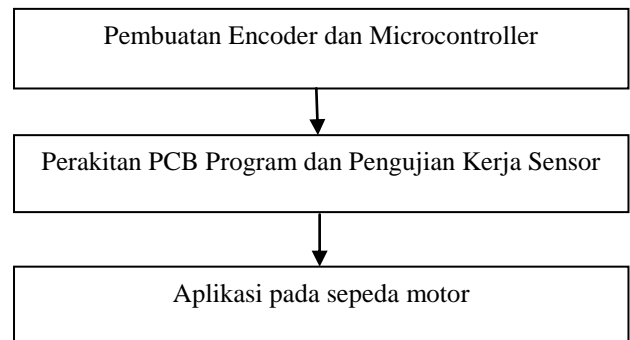 Pembuatan Encoder dan Microcontroller
Perakitan PCB Program dan Pengujian Kerja Sensor
Aplikasi pada sepeda motor